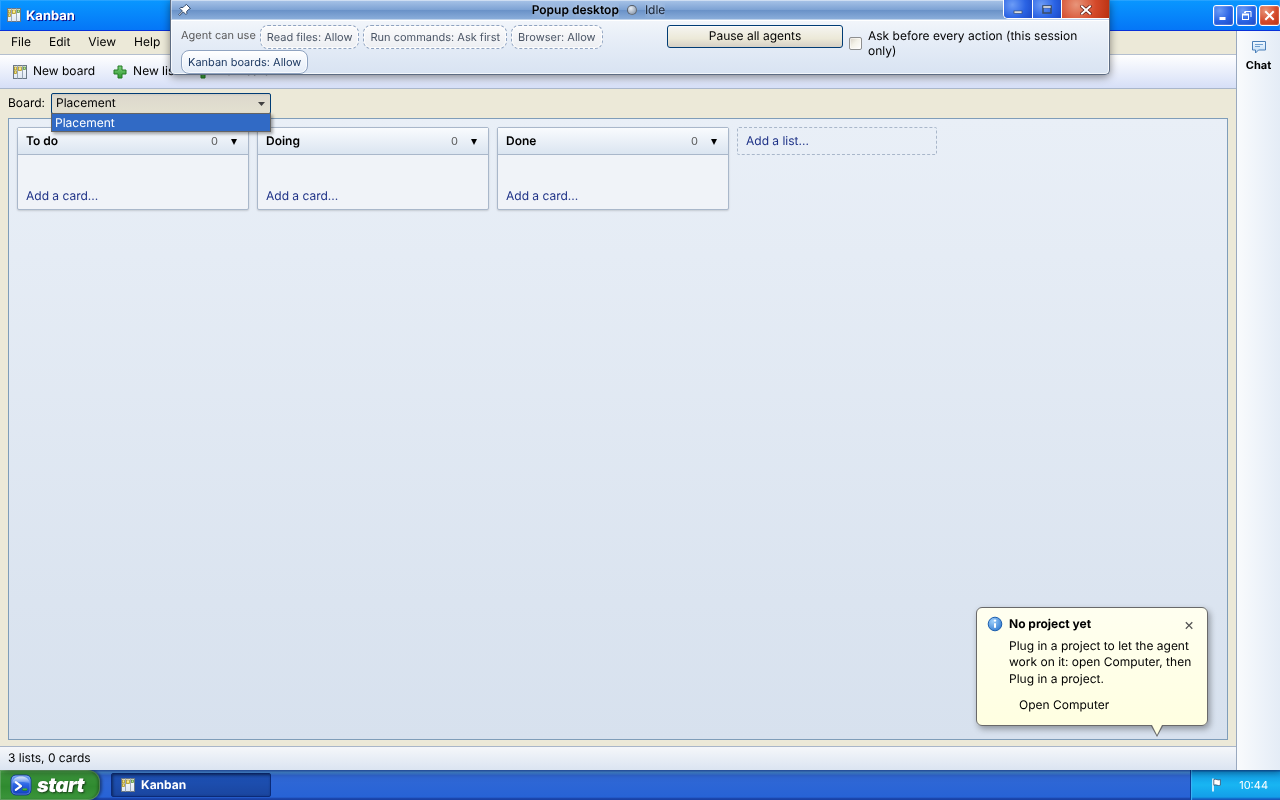 Kanban
Popup desktop
Idle
File
Edit
View
Help
Agent can use
Read files: Allow
Run commands: Ask first
Browser: Allow
Kanban boards: Allow
Pause all agents
Ask before every action (this session
only)
Chat
New board
New
Board:
Placement
Placement
To do
0
Doing
0
Done
0
Add a list...
Add a card...
Add a card...
Add a card...
No project yet
Plug in a project to let the agent
work on it: open Computer, then
Plug in a project.
Open Computer
3 lists, 0 cards
start
Kanban
10:44